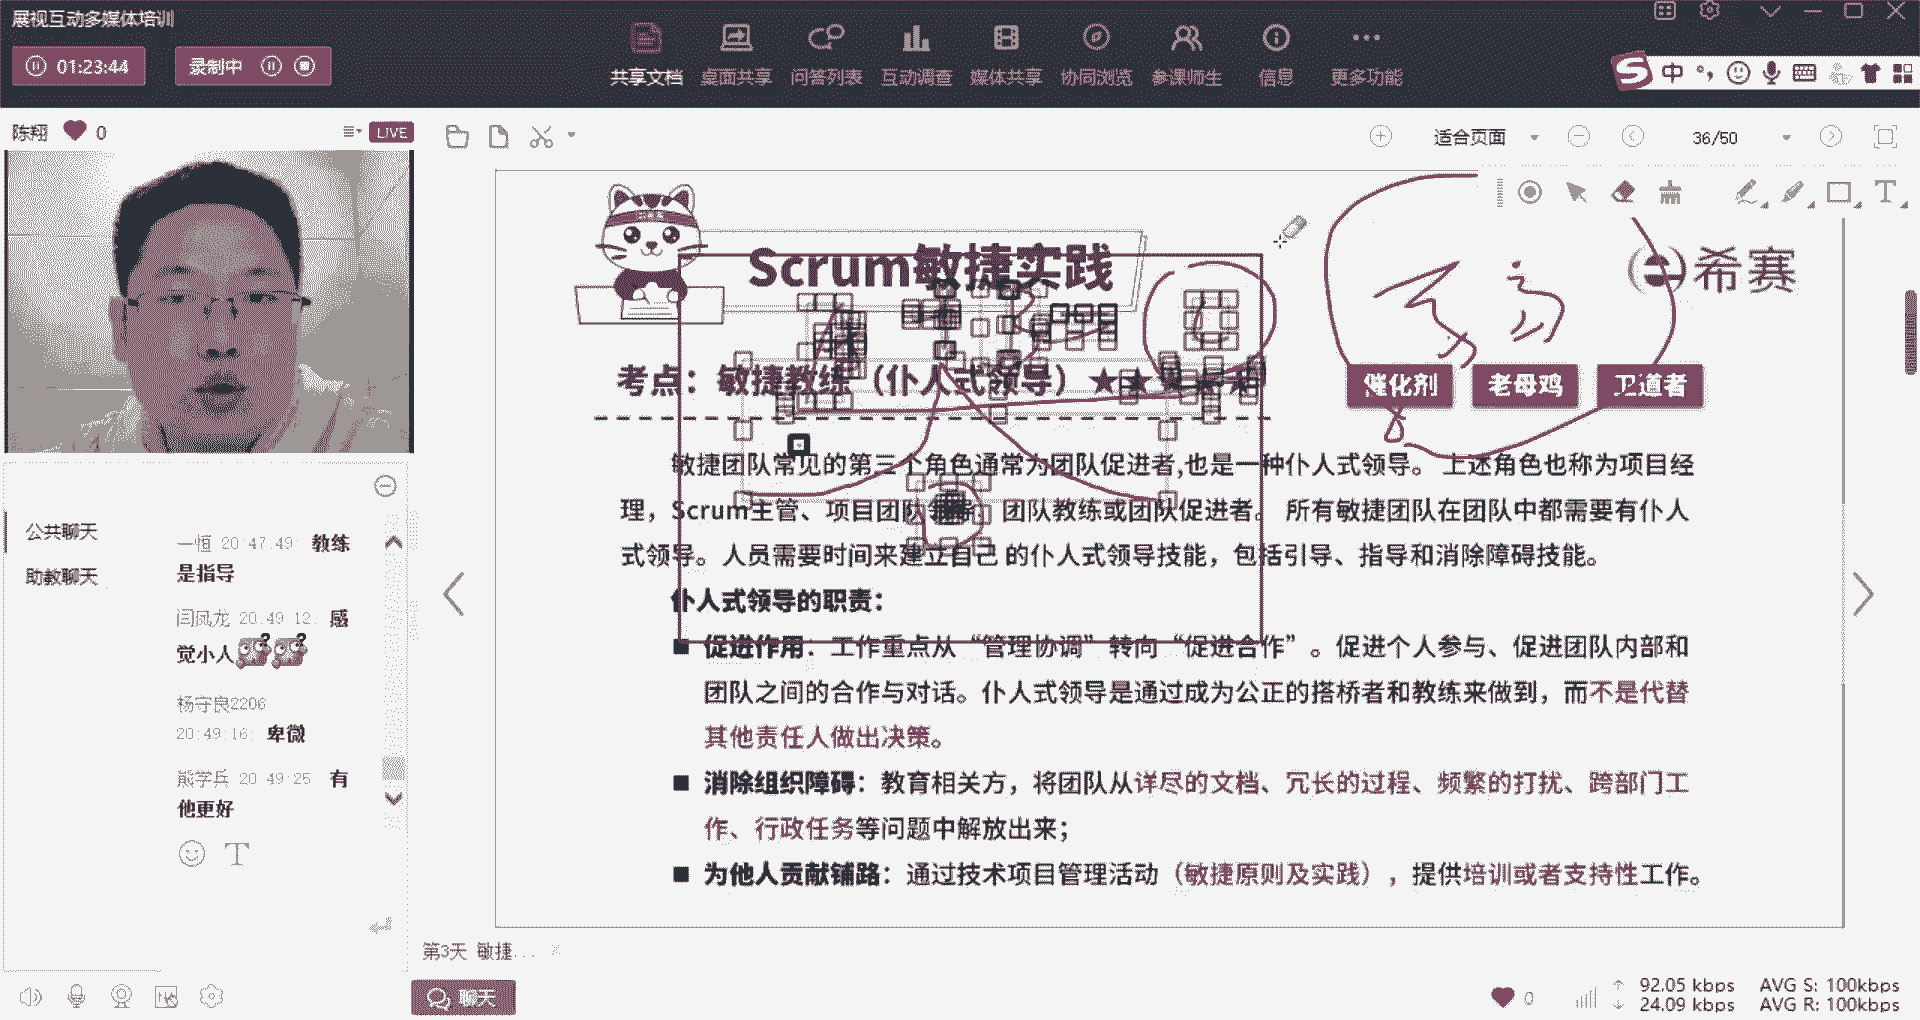 展视互动多媒体培训
01:23:44
录制中
共享文档 桌面共享 问答列表 互动调查 媒体共享 协同浏览 参课师生 信息 更多功能
中
陈翔 0
LIVE
适合页面
36/50
T
希赛
Scrum敏捷实践
考点：敏捷教练（仆人式领导）★★
催化剂 老母鸡 卫道者
敏捷团队常见的第三个角色通常为团队促进者,也是一种仆人式领导。 上述角色也称为项目经
理，Scrum主管、项目团队 团队教练或团队促进者。 所有敏捷团队在团队中都需要有仆人
式领导。人员需要时间来建立自己 的仆人式领导技能，包括引导、指导和消除障碍技能。
仆人式领导的职责：
■ 促进作用：工作重点从“管理协调”转向“促进合作”。促进个人参与、促进团队内部和
团队之间的合作与对话。仆人式领导是通过成为公正的搭桥者和教练来做到，而不是代替
其他责任人做出决策。
■ 消除组织障碍：教育相关方，将团队从详尽的文档、冗长的过程、频繁的打扰、跨部门工
作、行政任务等问题中解放出来；
■ 为他人贡献铺路：通过技术项目管理活动（敏捷原则及实践），提供培训或者支持性工作。
公共聊天
助教聊天
一恒 20:47:49: 教练
是指导
闫凤龙 20:49:12: 感
觉小人
杨守良2206
20:49:16: 卑微
熊学兵 20:49:25 有
他更好
T
第3天 敏捷...
聊天
0
92.05 kbps AVG S: 100kbps
24.09 kbps AVG R: 100kbps